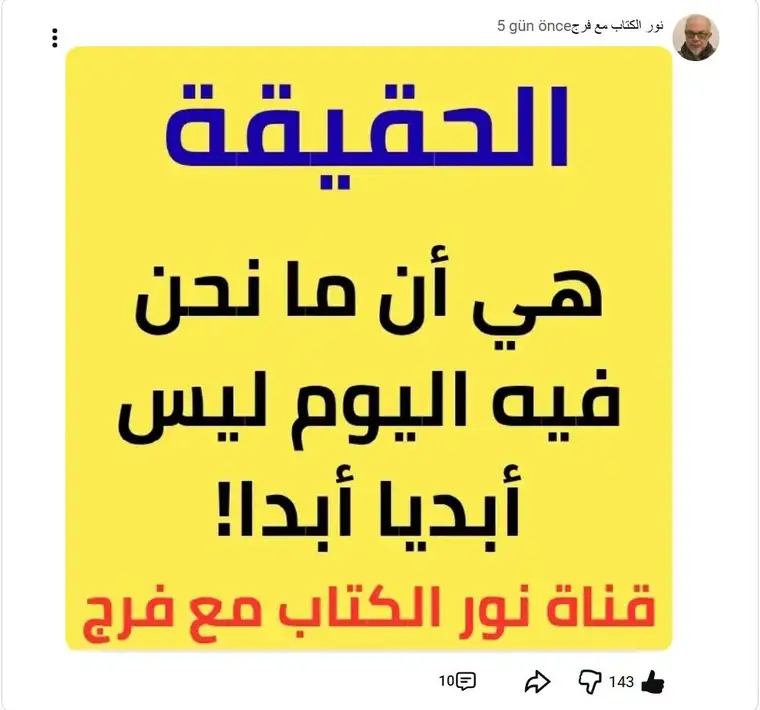 نور الكتاب مع فرج 5 gün önce
الحقيقة
هي أن ما نحن
فيه اليوم ليس
أبديا أبدا!
قناة نور الكتاب مع فرج
143
10